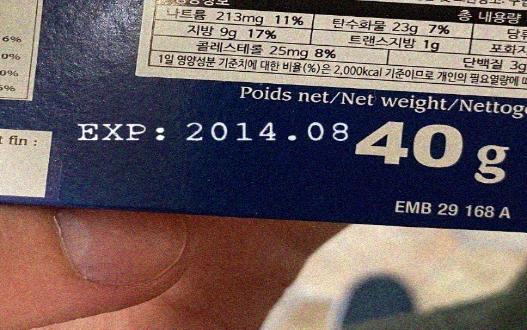 6%
0%
0%
6%
나트륨 213mg 11% 탄수화물 23g 7%
총 내용량
지방 9g 17% 트랜스지방 1g
콜레스테롤 25mg 8% 단백질 3g
1일 영양성분 기준치에 대한 비율(%)은 2,000kcal 기준이므로 개인의 필요열량에
Poids net/Net weight/Nettoge
t fin :
EXP: 2014.08
40g
EMB 29 168 A